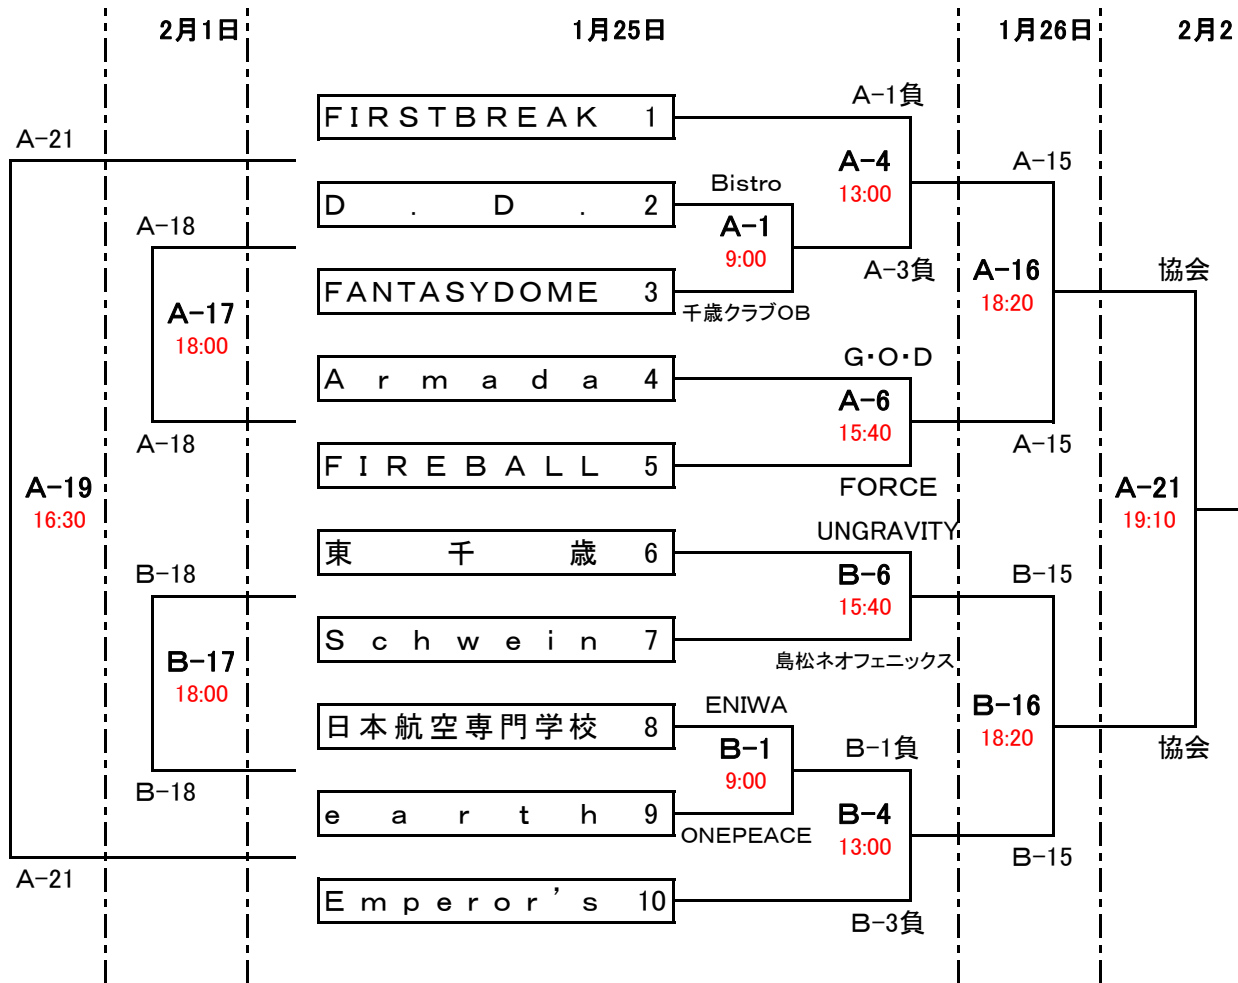 2月1日 1月25日 1月26日 2月2
A-1負
FIRSTBREAK 1
A-21
A-4
13:00
A-15
Bistro
D . D . 2
A-18
A-1
9:00
A-3負
A-16
18:20
協会
FANTASYDOME 3
千歳クラブOB
A-17
18:00
G・O・D
Armada 4
A-6
15:40
A-18
A-15
FIREBALL 5
FORCE
A-19
16:30
A-21
19:10
UNGRAVITY
東千歳 6
B-18
B-6
15:40
B-15
Schwein 7
島松ネオフェニックス
B-17
18:00
ENIWA
B-16
18:20
日本航空専門学校 8
B-1
9:00
B-1負
協会
B-18
earth 9
ONEPEACE
B-4
13:00
B-15
A-21
Emperor's 10
B-3負